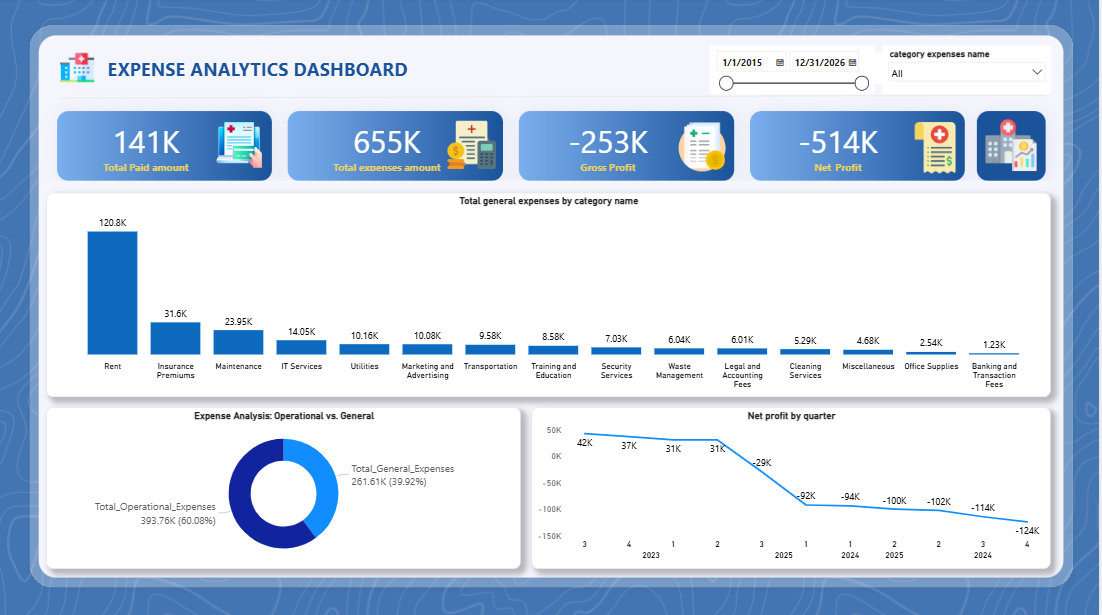 EXPENSE ANALYTICS DASHBOARD
1/1/2015
12/31/2026
category expenses name
All
141K
Total Paid amount
655K
Total expenses amount
-253K
Gross Profit
-514K
Net Profit
Total general expenses by category name
120.8K
31.6K
23.95K
14.05K
10.16K
10.08K
9.58K
8.58K
7.03K
6.04K
6.01K
5.29K
4.68K
2.54K
1.23K
Rent
Insurance
Premiums
Maintenance
IT Services
Utilities
Marketing and
Advertising
Transportation
Training and
Education
Security
Services
Waste
Management
Legal and
Accounting
Fees
Cleaning
Services
Miscellaneous
Office Supplies
Banking and
Transaction
Fees
Expense Analysis: Operational vs. General
Total_General_Expenses
261.61K (39.92%)
Total_Operational_Expenses
393.76K (60.08%)
Net profit by quarter
50K
0K
-50K
-100K
-150K
42K
37K
31K
31K
-29K
-92K
-94K
-100K
-102K
-114K
-124K
3 4 1 2 3 1 1 2 2 3 4
2023 2025 2024 2025 2024